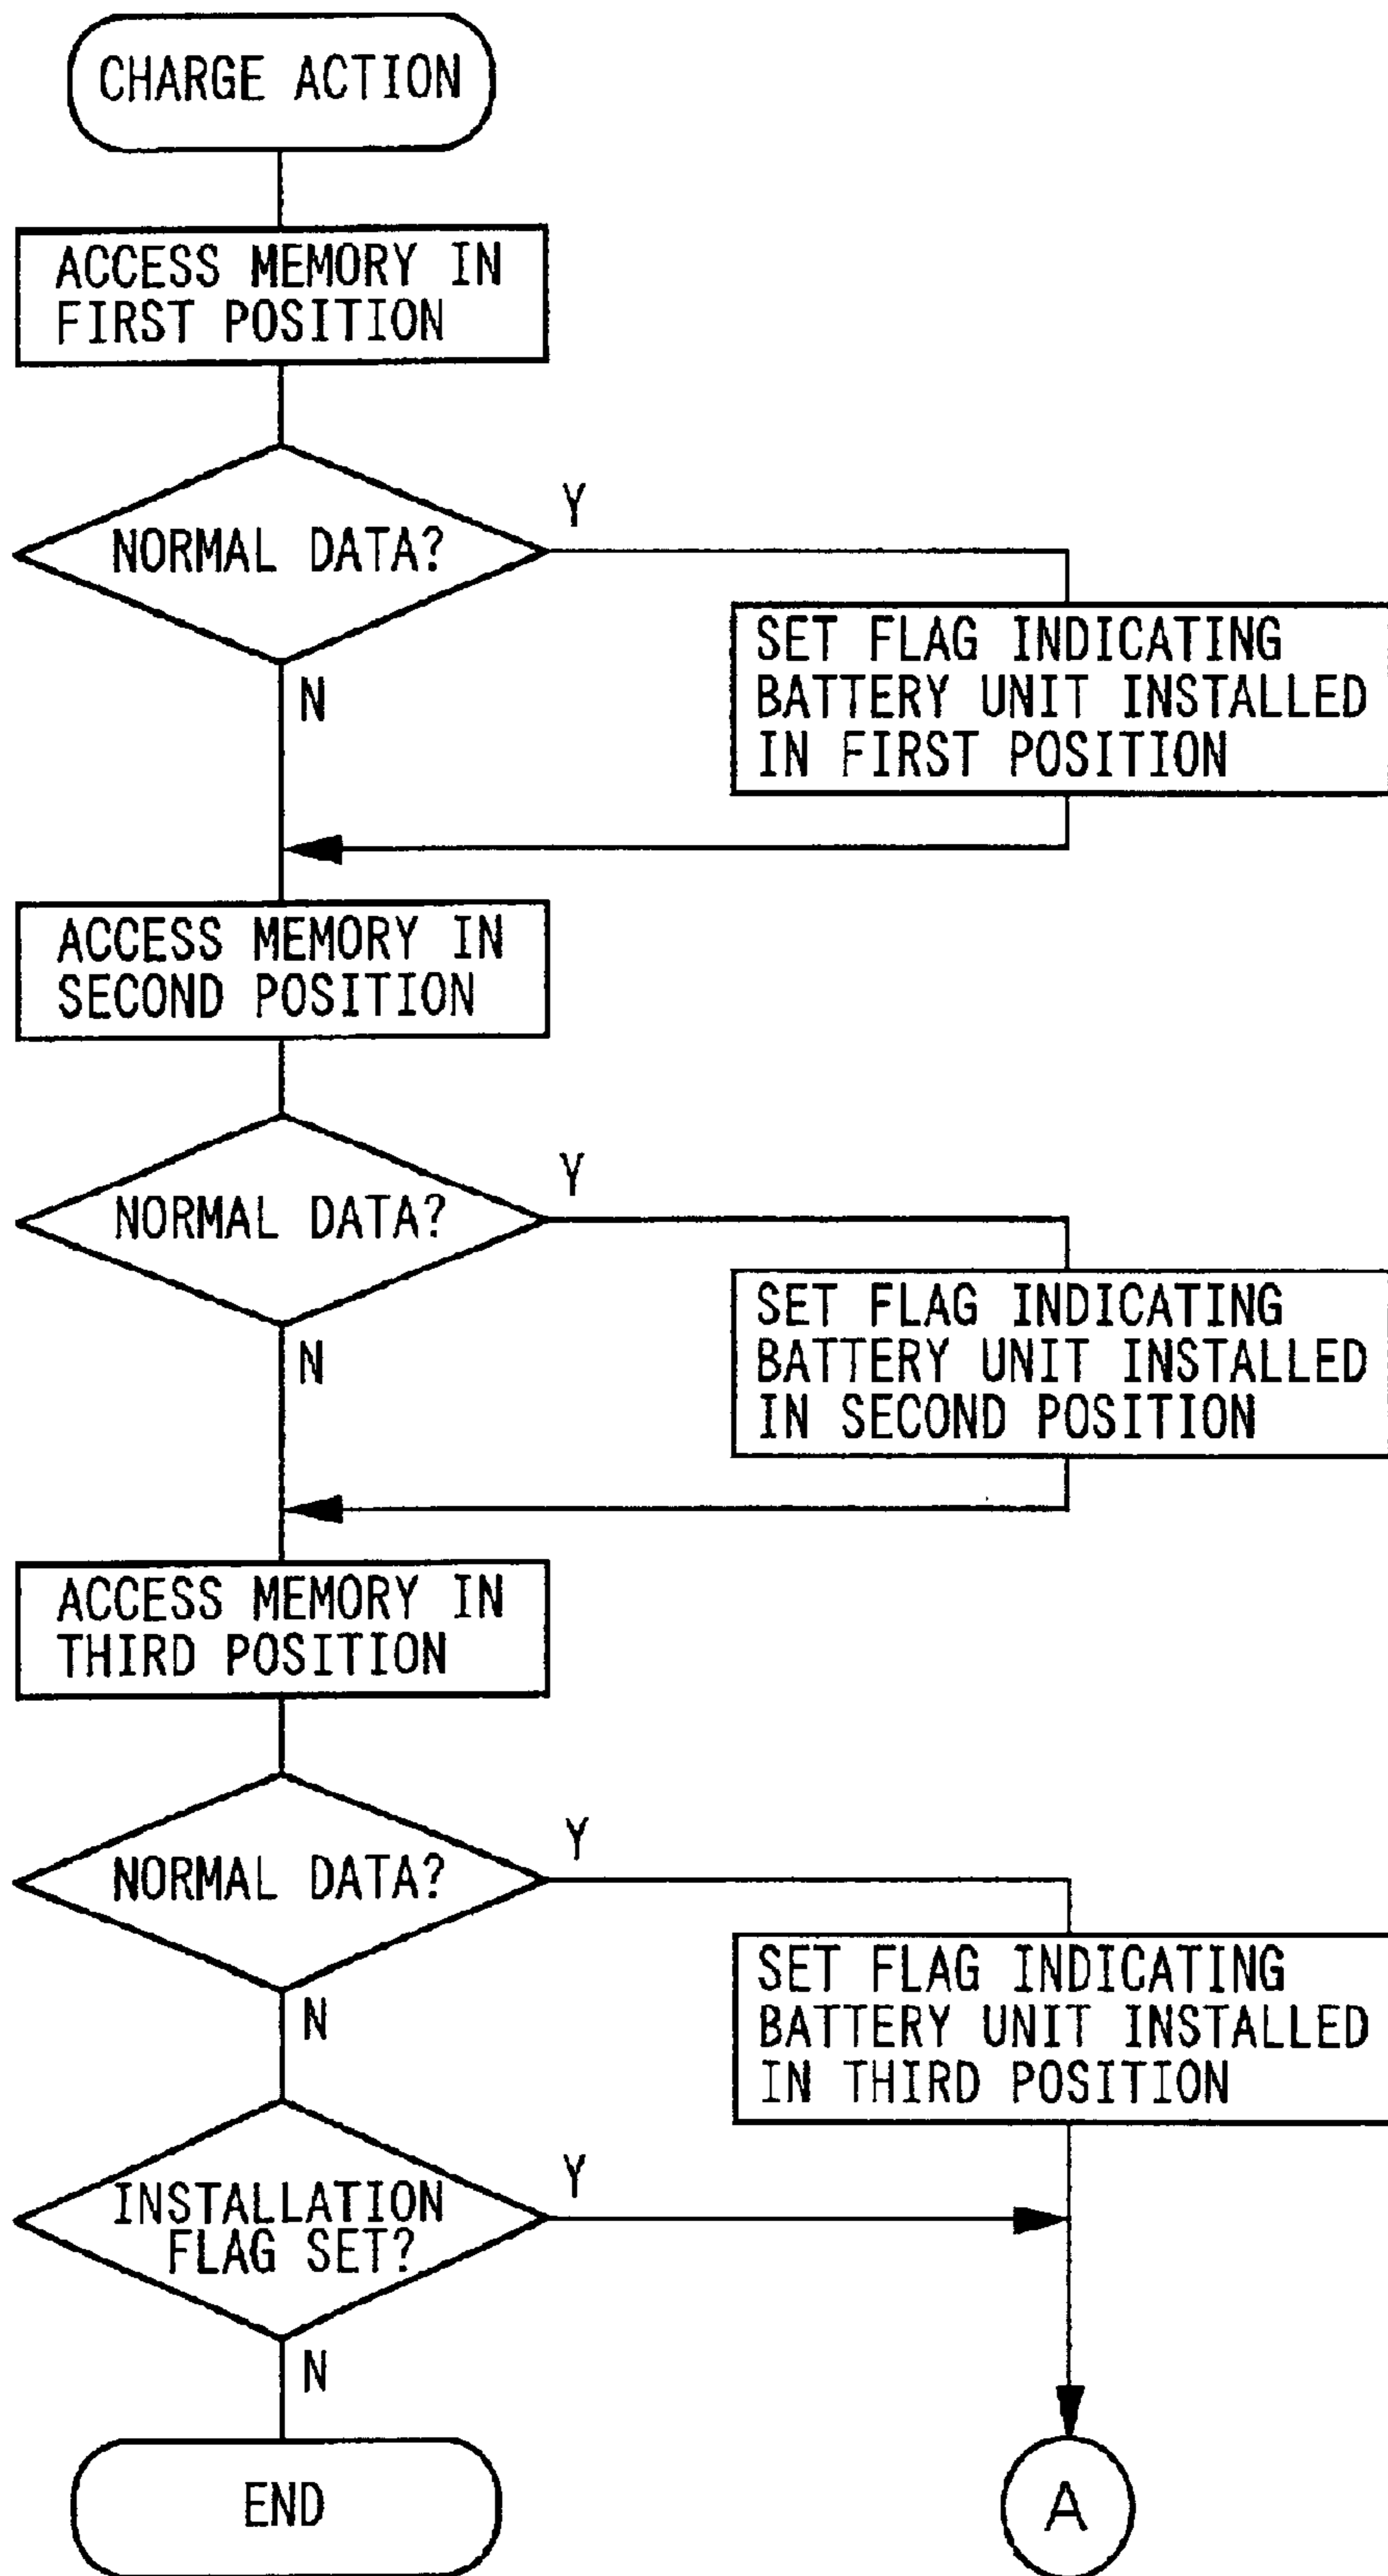 CHARGE ACTION
ACCESS MEMORY IN
FIRST POSITION
NORMAL DATA?
Y
N
SET FLAG INDICATING
BATTERY UNIT INSTALLED
IN FIRST POSITION
ACCESS MEMORY IN
SECOND POSITION
NORMAL DATA?
Y
N
SET FLAG INDICATING
BATTERY UNIT INSTALLED
IN SECOND POSITION
ACCESS MEMORY IN
THIRD POSITION
NORMAL DATA?
Y
N
SET FLAG INDICATING
BATTERY UNIT INSTALLED
IN THIRD POSITION
INSTALLATION
FLAG SET?
Y
N
END
A